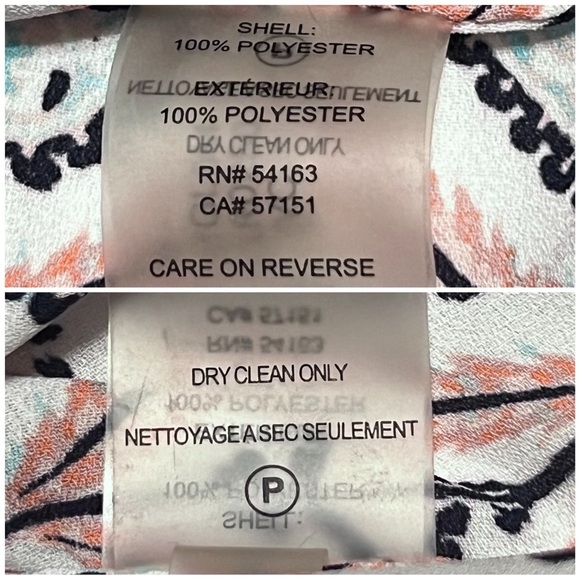 SHELL:
100% POLYESTER
EXTÉRIEUR:
100% POLYESTER
RN# 54163
CA# 57151
CARE ON REVERSE
DRY CLEAN ONLY
NETTOYAGE A SEC SEULEMENT
P